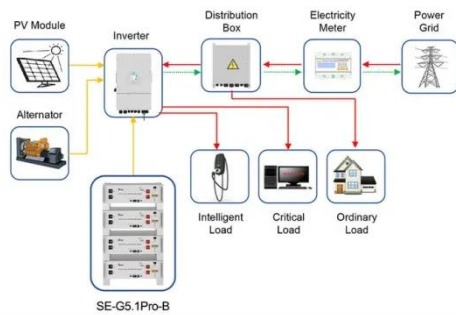 PV Module
Inverter
Distribution
Box
Electricity
Meter
Power
Grid
Alternator
Intelligent
Load
Critical
Load
Ordinary
Load
SE-G5.1Pro-B